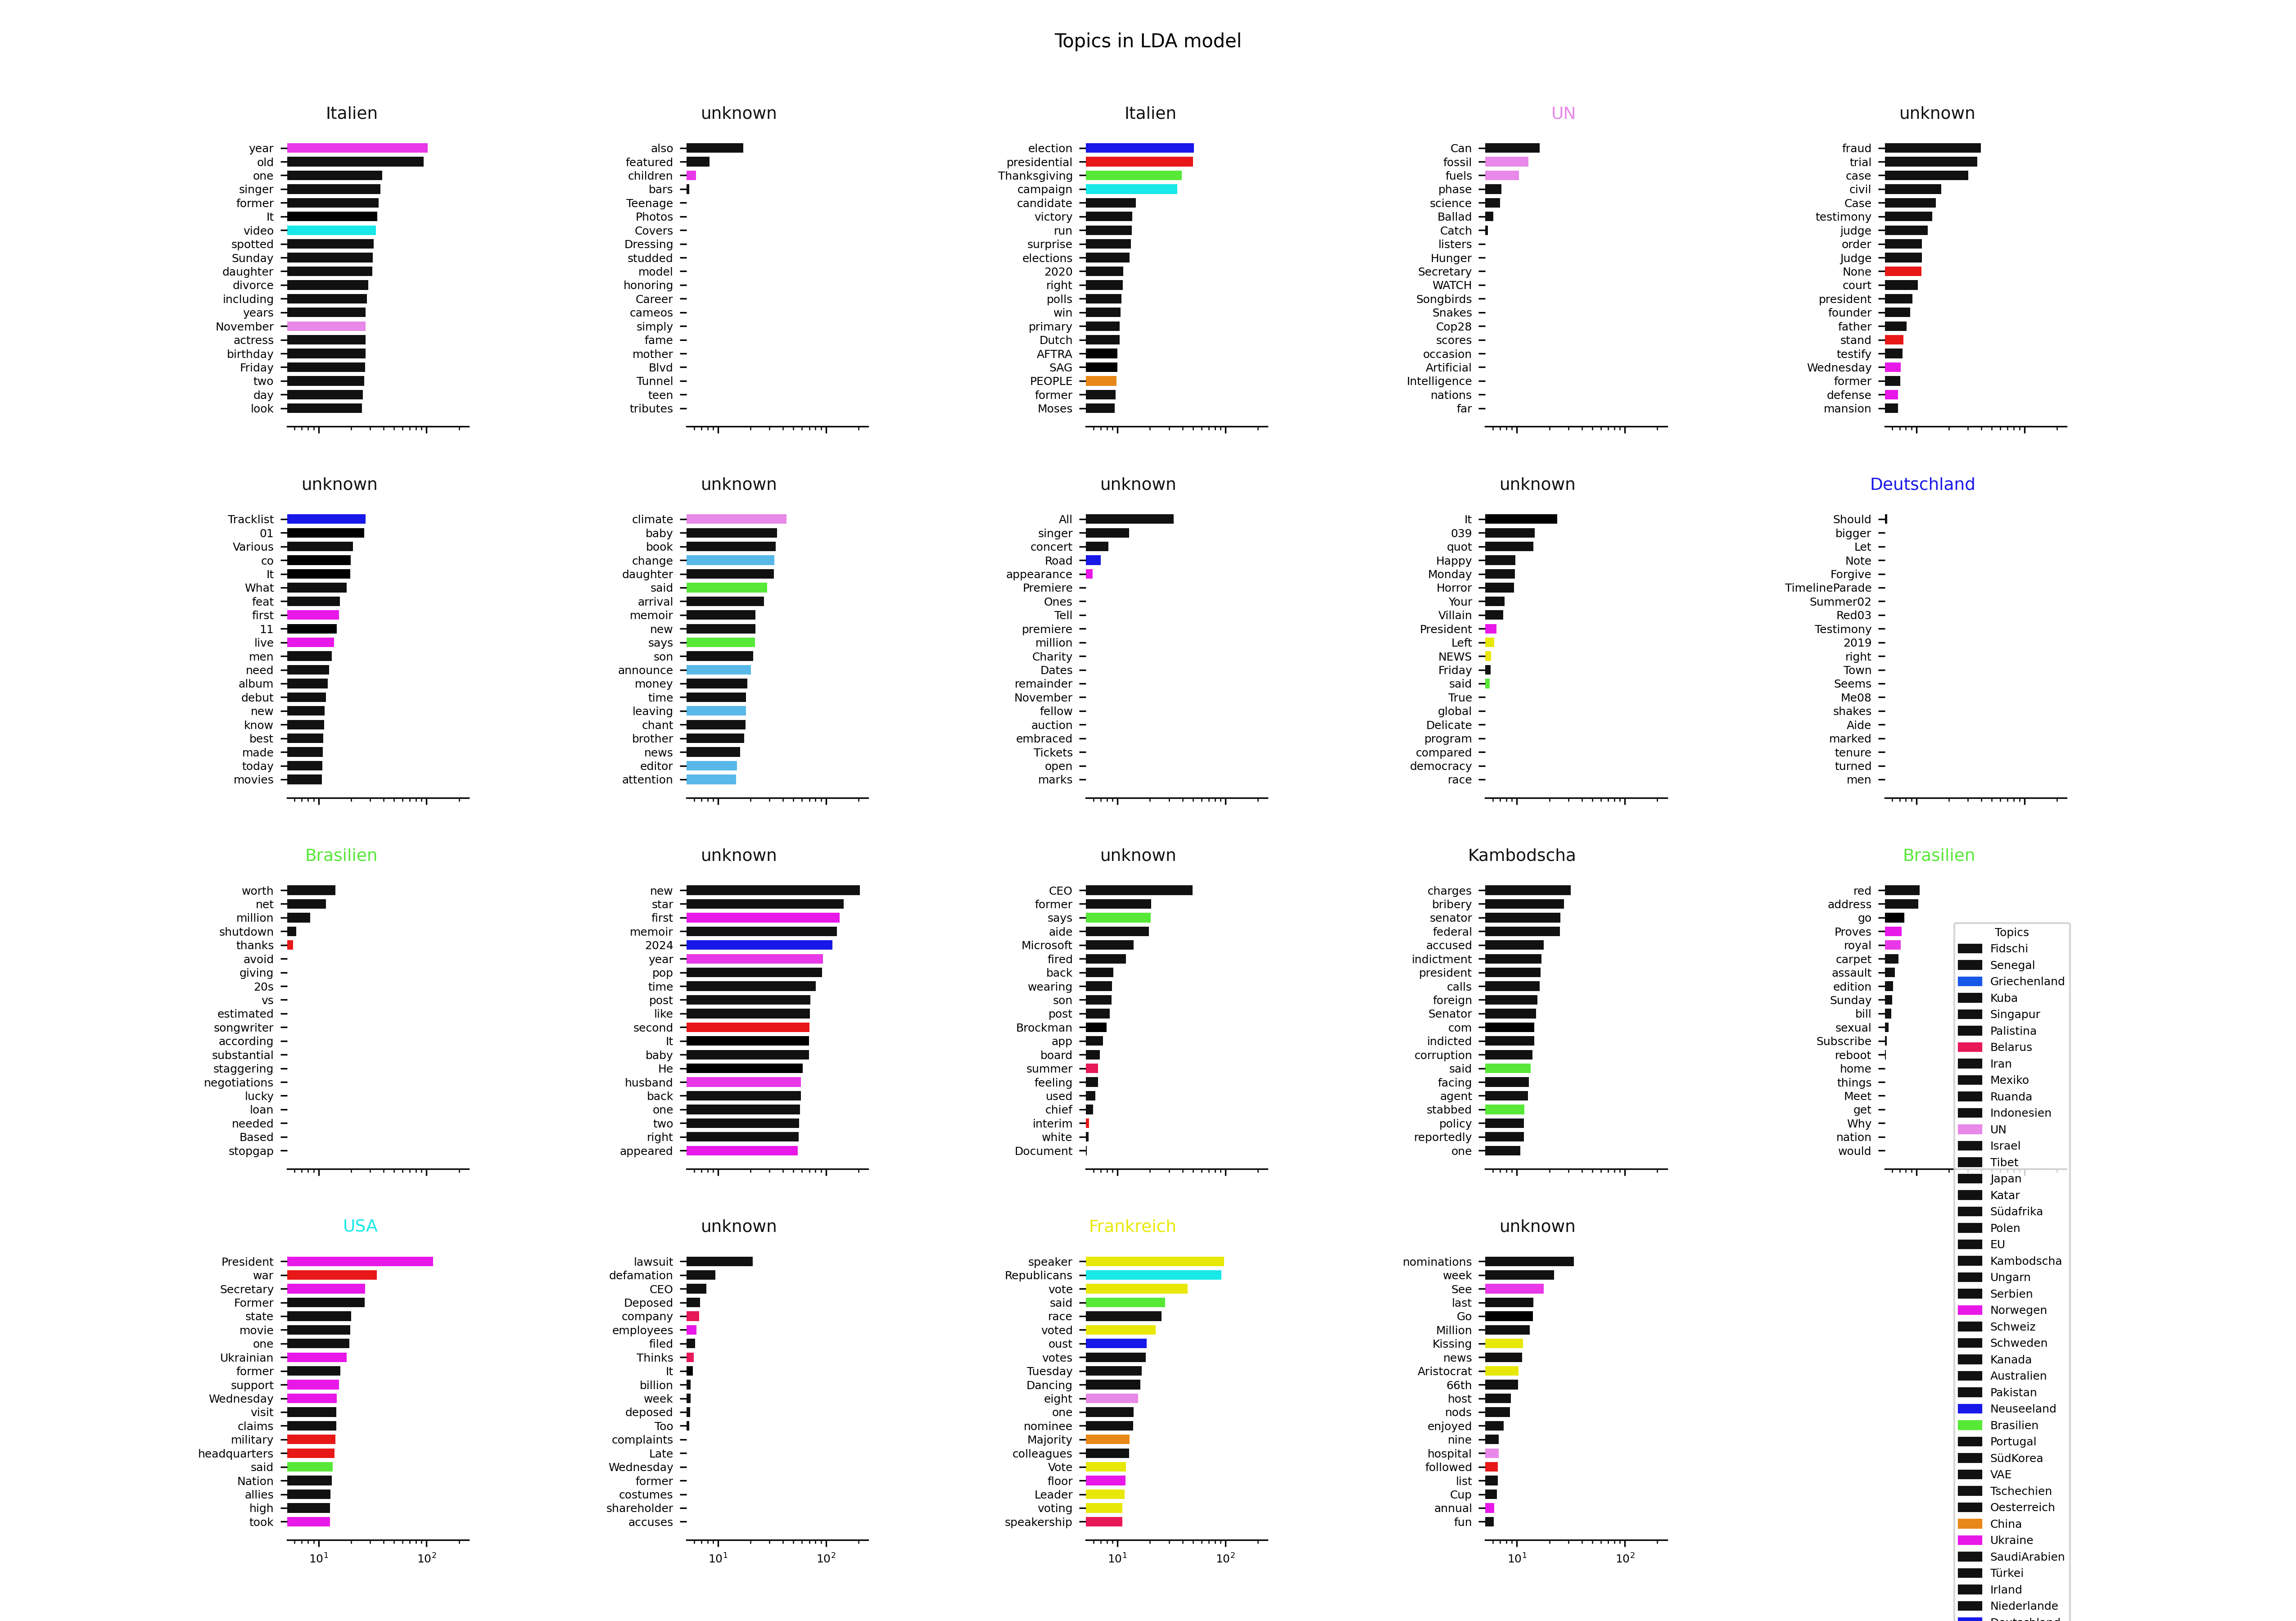 Topics in LDA model
Italien
year
old
one
singer
former
It
video
spotted
Sunday
daughter
divorce
including
years
November
actress
birthday
Friday
two
day
look
unknown
also
featured
children
bars
Teenage
Photos
Covers
Dressing
studded
model
honoring
Career
cameos
simply
fame
mother
Blvd
Tunnel
teen
tributes
Italien
election
presidential
Thanksgiving
campaign
candidate
victory
run
surprise
elections
2020
right
polls
win
primary
Dutch
AFTRA
SAG
PEOPLE
former
Moses
UN
Can
fossil
fuels
phase
science
Ballad
Catch
listers
Hunger
Secretary
WATCH
Songbirds
Snakes
Cop28
scores
occasion
Artificial
Intelligence
nations
far
unknown
fraud
trial
case
civil
Case
testimony
judge
order
Judge
None
court
president
founder
father
stand
testify
Wednesday
former
defense
mansion
unknown
Tracklist
01
Various
co
It
What
feat
first
11
live
men
need
album
debut
new
know
best
made
today
movies
unknown
climate
baby
book
change
daughter
said
arrival
memoir
new
says
son
announce
money
time
leaving
chant
brother
news
editor
attention
unknown
All
singer
concert
Road
appearance
Premiere
Ones
Tell
premiere
million
Charity
Dates
remainder
November
fellow
auction
embraced
Tickets
open
marks
unknown
It
039
quot
Happy
Monday
Horror
Your
Villain
President
Left
NEWS
Friday
said
True
global
Delicate
program
compared
democracy
race
Deutschland
Should
bigger
Let
Note
Forgive
TimelineParade
Summer02
Red03
Testimony
2019
right
Town
Seems
Me08
shakes
Aide
marked
tenure
turned
men
Brasilien
worth
net
million
shutdown
thanks
avoid
giving
20s
vs
estimated
songwriter
according
substantial
staggering
negotiations
lucky
loan
needed
Based
stopgap
unknown
new
star
first
memoir
2024
year
pop
time
post
like
second
It
baby
He
husband
back
one
two
right
appeared
unknown
CEO
former
says
aide
Microsoft
fired
back
wearing
son
post
Brockman
app
board
summer
feeling
used
chief
interim
white
Document
Kambodscha
charges
bribery
senator
federal
accused
indictment
president
calls
foreign
Senator
com
indicted
corruption
said
facing
agent
stabbed
policy
reportedly
one
Brasilien
red
address
go
Proves
royal
carpet
assault
edition
Sunday
bill
sexual
Subscribe
reboot
home
things
Meet
get
Why
nation
would
USA
President
war
Secretary
Former
state
movie
one
Ukrainian
former
support
Wednesday
visit
claims
military
headquarters
said
Nation
allies
high
took
10¹
10²
unknown
lawsuit
defamation
CEO
Deposed
company
employees
filed
Thinks
It
billion
week
deposed
Too
complaints
Late
Wednesday
former
costumes
shareholder
accuses
10¹
10²
Frankreich
speaker
Republicans
vote
said
race
voted
oust
votes
Tuesday
Dancing
eight
one
nominee
Majority
colleagues
Vote
floor
Leader
voting
speakership
10¹
10²
unknown
nominations
week
See
last
Go
Million
Kissing
news
Aristocrat
66th
host
nods
enjoyed
nine
hospital
followed
list
Cup
annual
fun
10¹
10²
Topics
Fidschi
Senegal
Griechenland
Kuba
Singapur
Palistina
Belarus
Iran
Mexiko
Ruanda
Indonesien
UN
Israel
Tibet
Japan
Katar
Südafrika
Polen
EU
Kambodscha
Ungarn
Serbien
Norwegen
Schweiz
Schweden
Kanada
Australien
Pakistan
Neuseeland
Brasilien
Portugal
SüdKorea
VAE
Tschechien
Oesterreich
China
Ukraine
SaudiArabien
Türkei
Irland
Niederlande